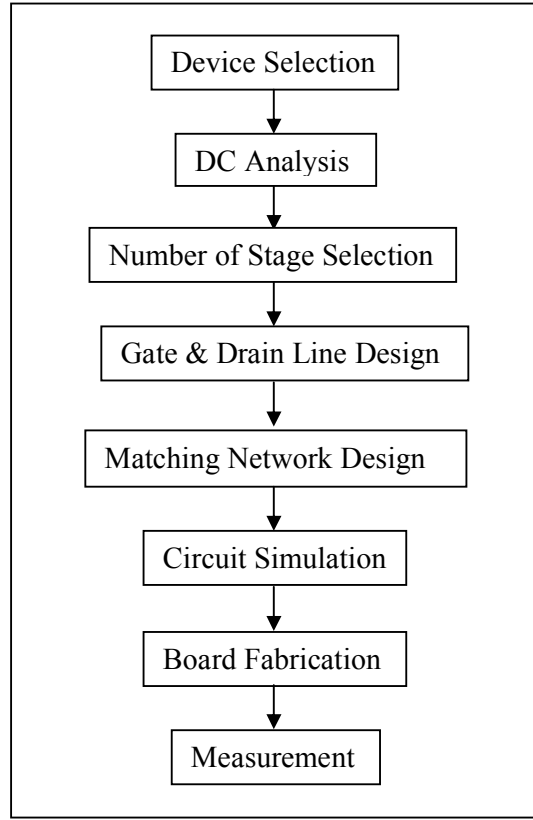 Device Selection
DC Analysis
Number of Stage Selection
Gate & Drain Line Design
Matching Network Design
Circuit Simulation
Board Fabrication
Measurement